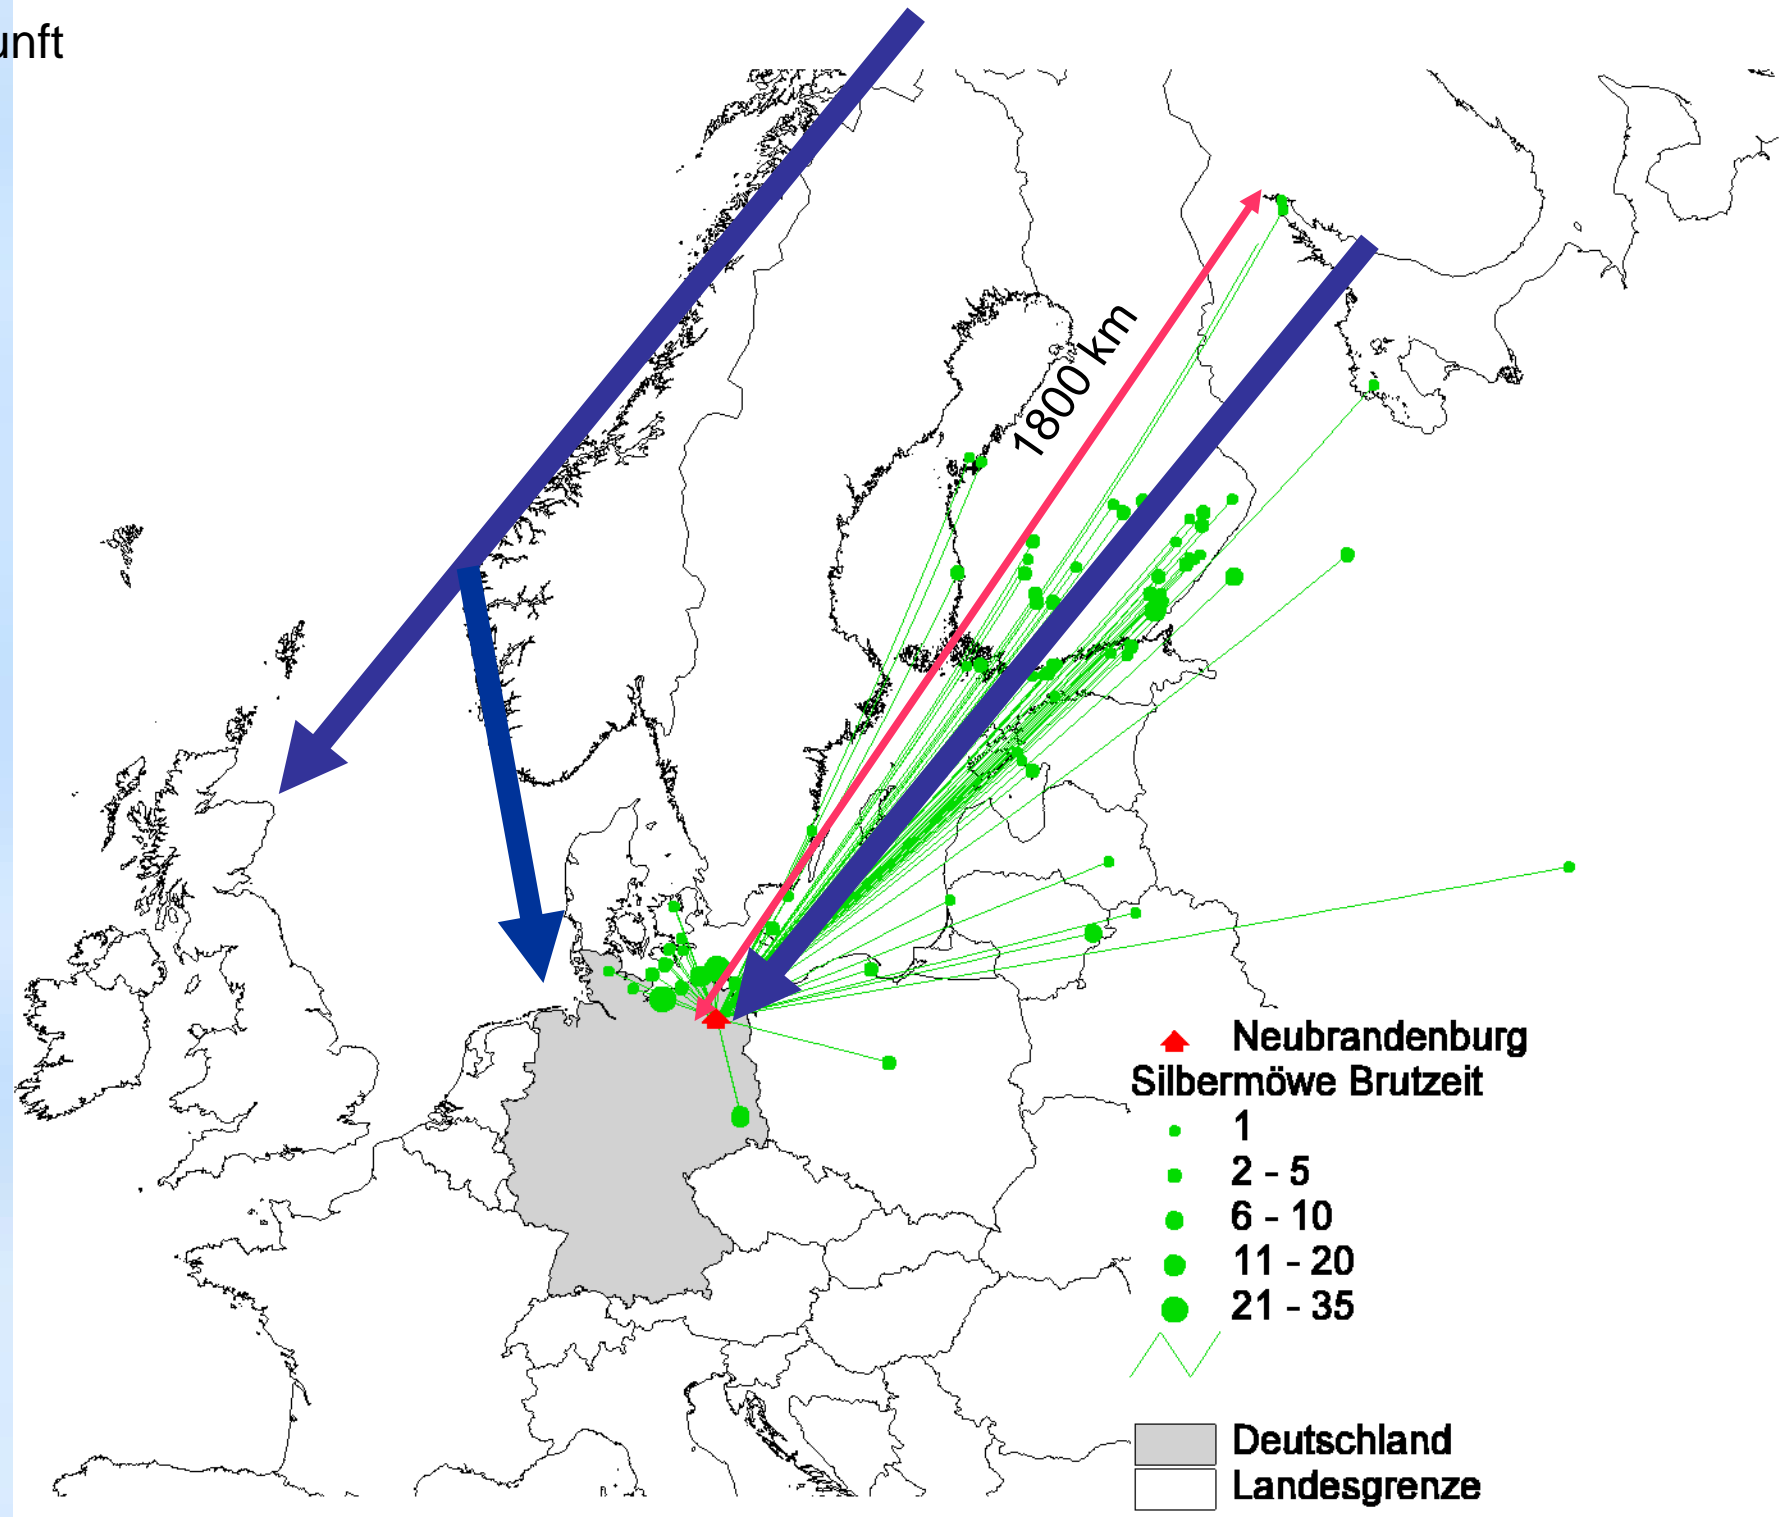 unft
1800 km
Neubrandenburg
Silbermöwe Brutzeit
1
2 - 5
6 - 10
11 - 20
21 - 35
Deutschland
Landesgrenze